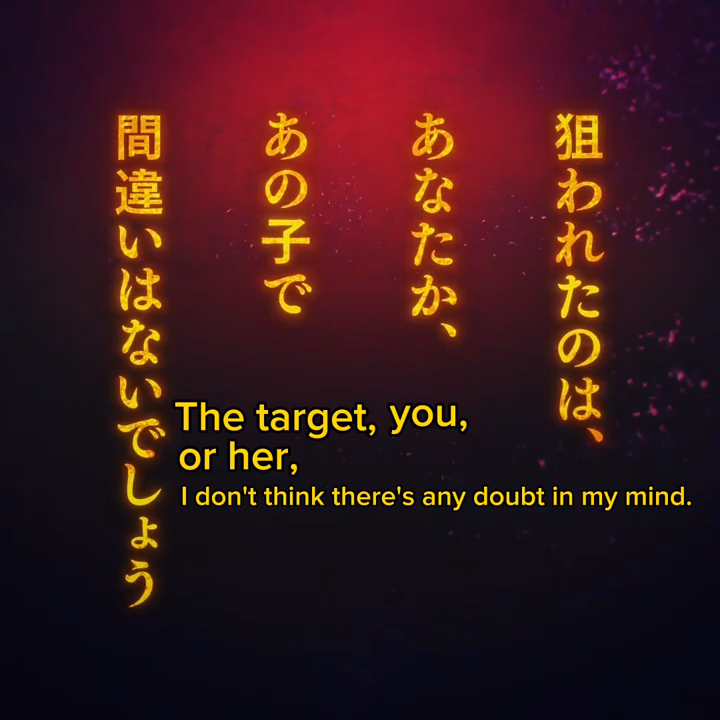 狙われたのは、
あなたか、
あの子で
間違いはないでしょう
The target, you,
or her,
I don't think there's any doubt in my mind.